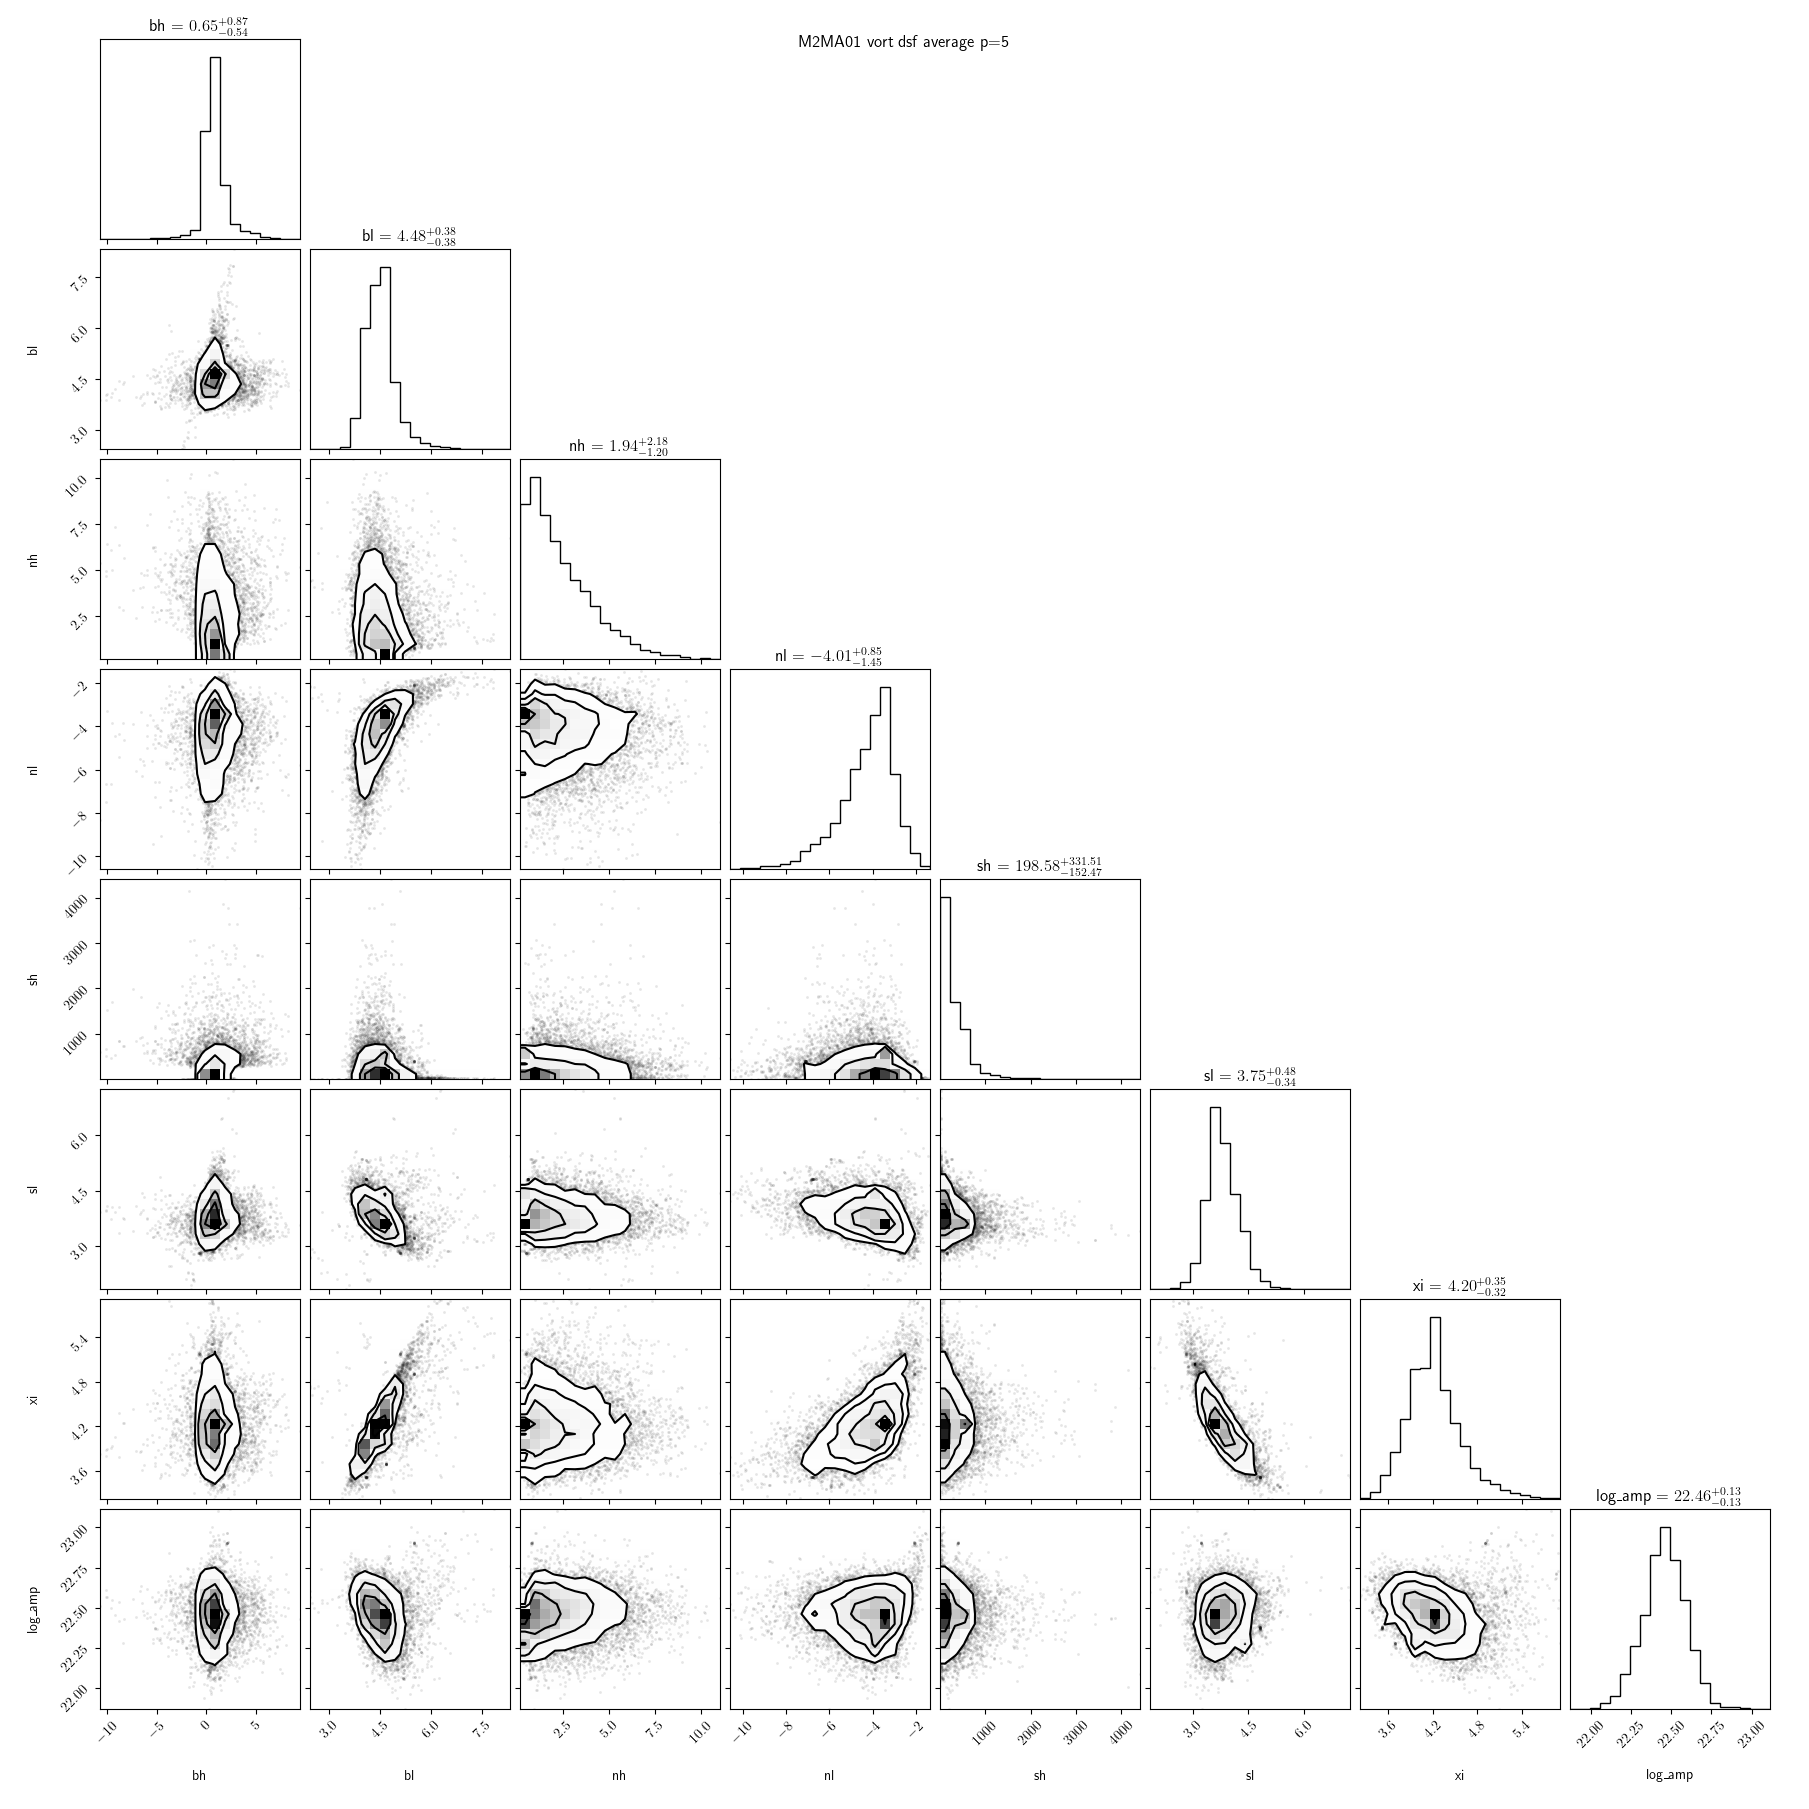 M2MA01 vort dsf average p=5
bh = 0.65+0.87−0.54
bl = 4.48+0.38−0.38
7.5
6.0
4.5
3.0
bl
nh = 1.94+2.18−1.20
10.0
7.5
5.0
2.5
nh
nl = −4.01+0.85−1.45
−2
−4
−6
−8
−10
nl
sh = 198.58+331.51−152.47
4000
3000
2000
1000
sh
sl = 3.75+0.48−0.34
6.0
4.5
3.0
sl
xi = 4.20+0.35−0.32
5.4
4.8
4.2
3.6
xi
log_amp = 22.46+0.13−0.13
23.00
22.75
22.50
22.25
22.00
log_amp
−10 −5 0 5 3.0 4.5 6.0 7.5 2.5 5.0 7.5 10.0 −10 −8 −6 −4 −2 1000 2000 3000 4000 3.0 4.5 6.0 3.6 4.2 4.8 5.4 22.00 22.25 22.50 22.75 23.00
bh bl nh nl sh sl xi log_amp